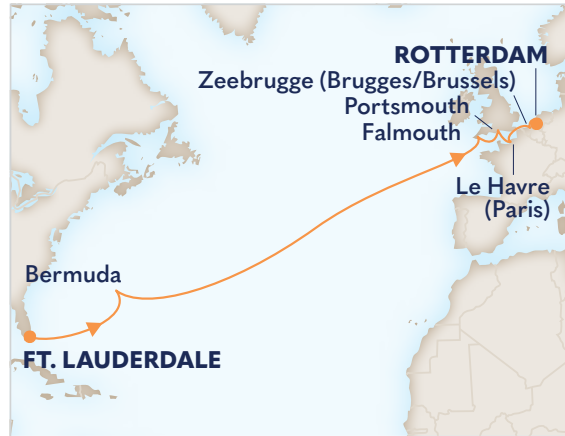 ROTTERDAM
Zeebrugge (Brugges/Brussels)
Portsmouth
Falmouth
Le Havre
(Paris)
Bermuda
FT. LAUDERDALE